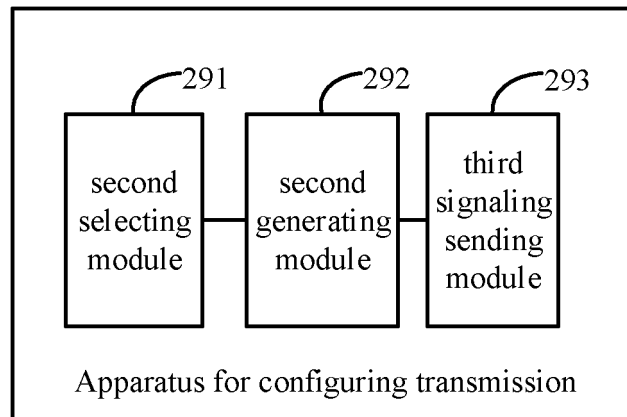 291
292
293
second
selecting
module
second
generating
module
third
signaling
sending
module
Apparatus for configuring transmission